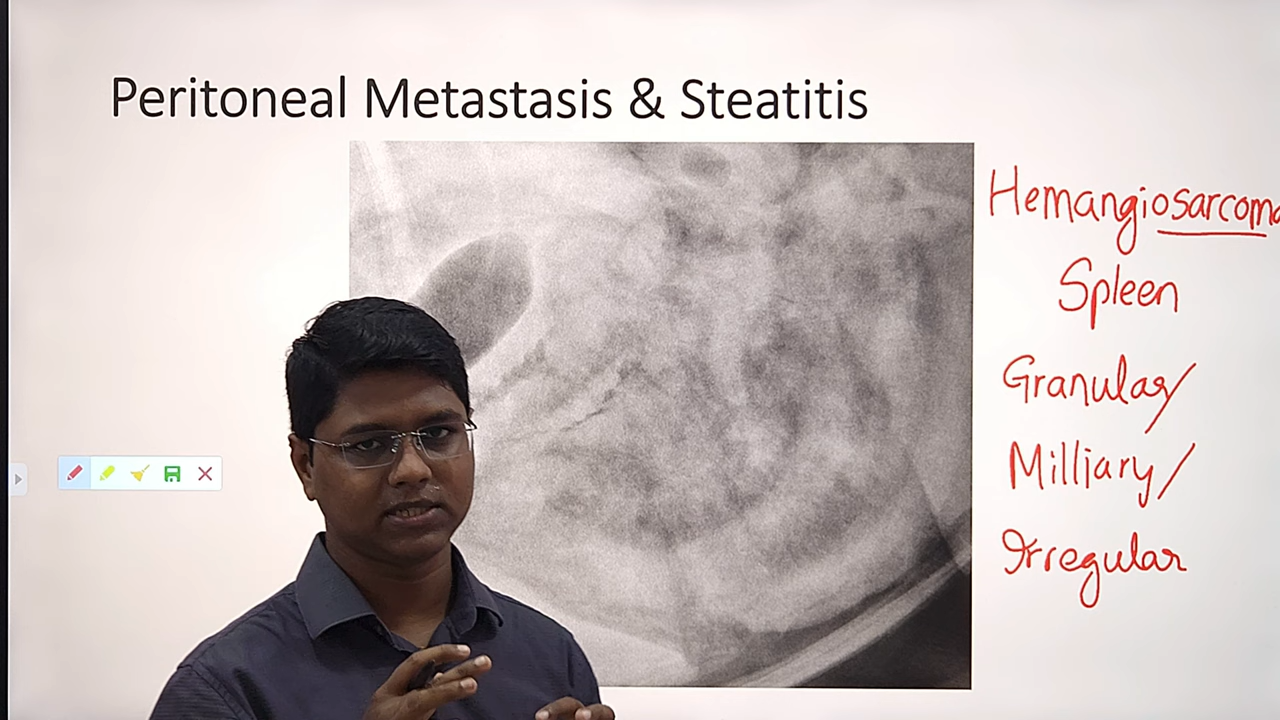 Peritoneal Metastasis & Steatitis
Hemangiosarcoma
Spleen
Granular/
Milliary/
Irregular